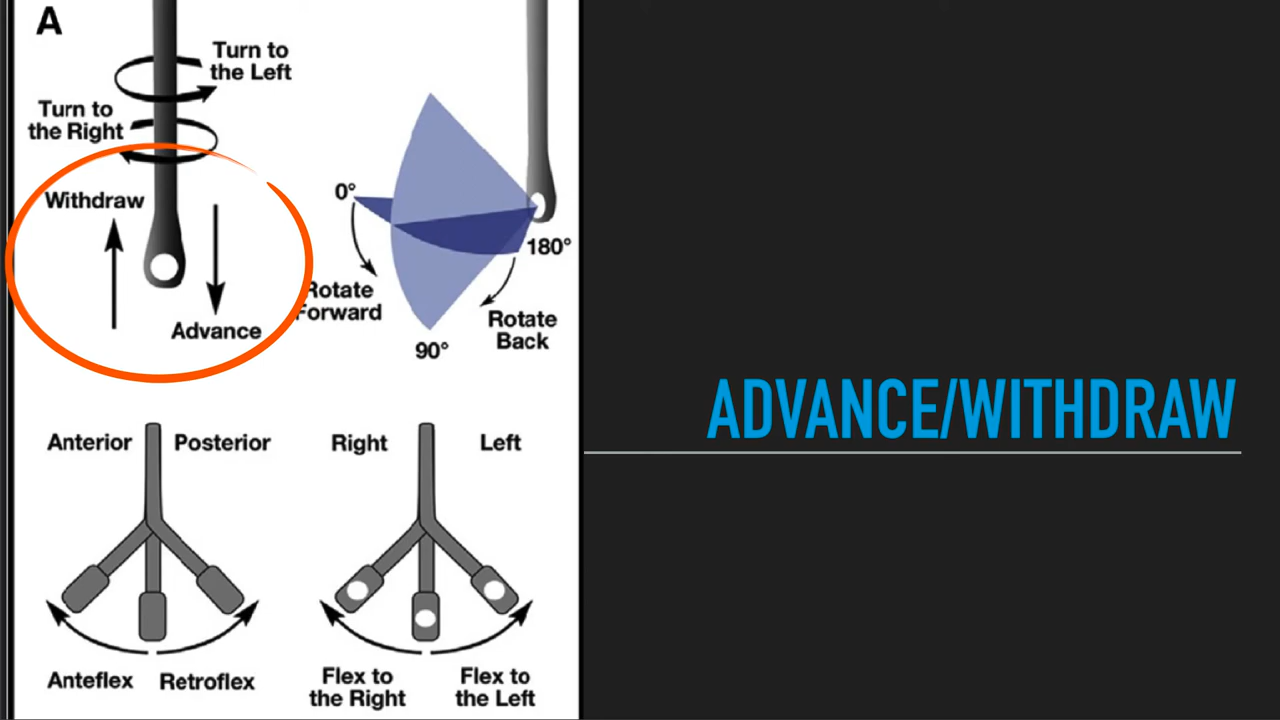 A
Turn to
the Left
Turn to
the Right
Withdraw
Advance
0°
180°
Rotate
Forward
Rotate
Back
90°
ADVANCE/WITHDRAW
Anterior
Posterior
Right
Left
Anteflex
Retroflex
Flex to
the Right
Flex to
the Left